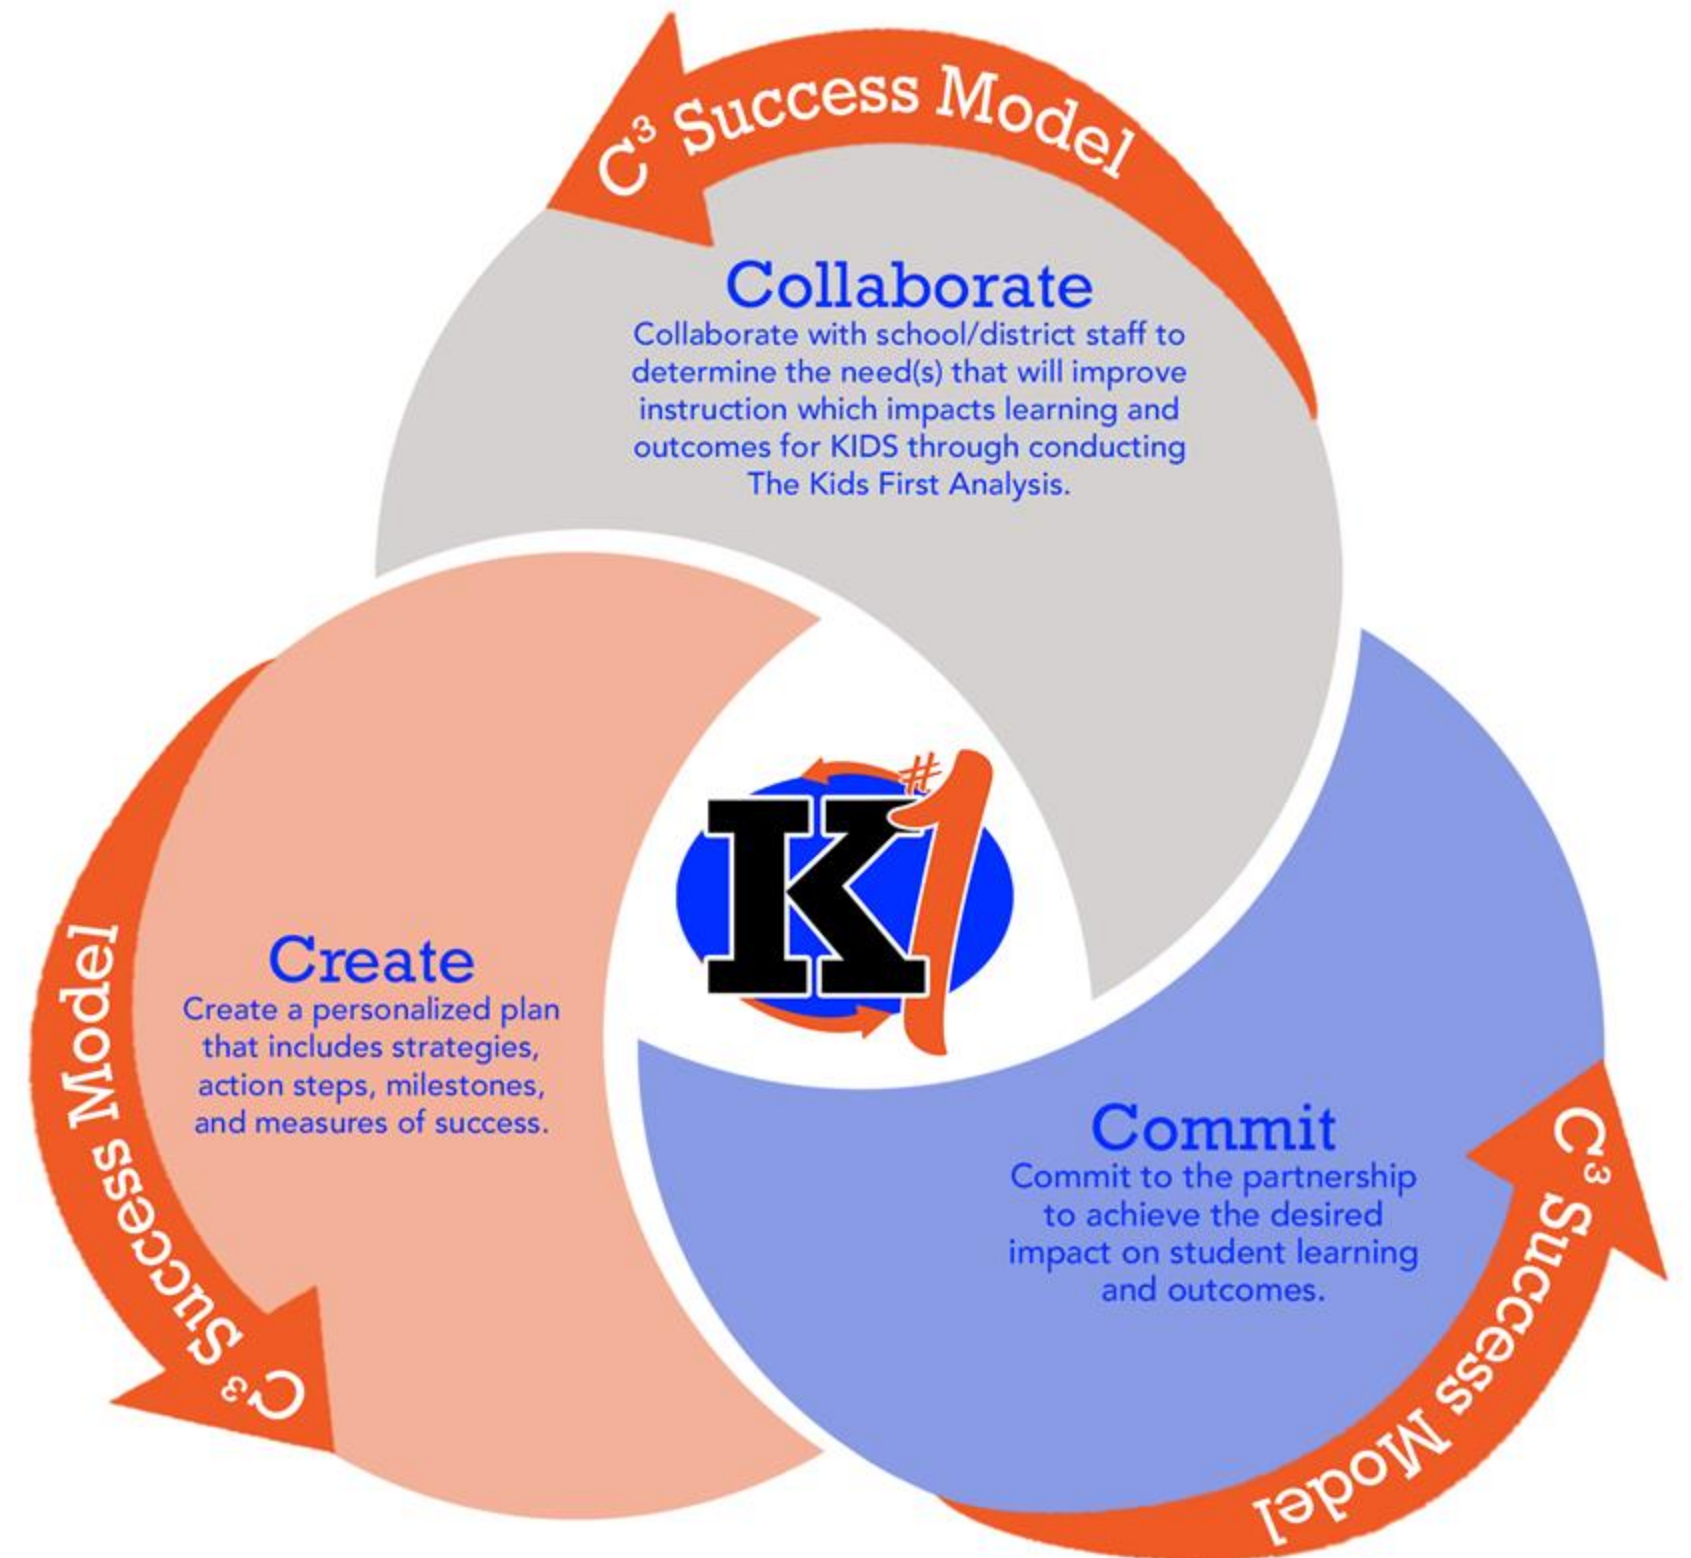 C³ Success Model
Collaborate
Collaborate with school/district staff to
determine the need(s) that will improve
instruction which impacts learning and
outcomes for KIDS through conducting
The Kids First Analysis.
K#1
Create
Create a personalized plan
that includes strategies,
action steps, milestones,
and measures of success.
C³ Success Model
Commit
Commit to the partnership
to achieve the desired
impact on student learning
and outcomes.
C³ Success Model